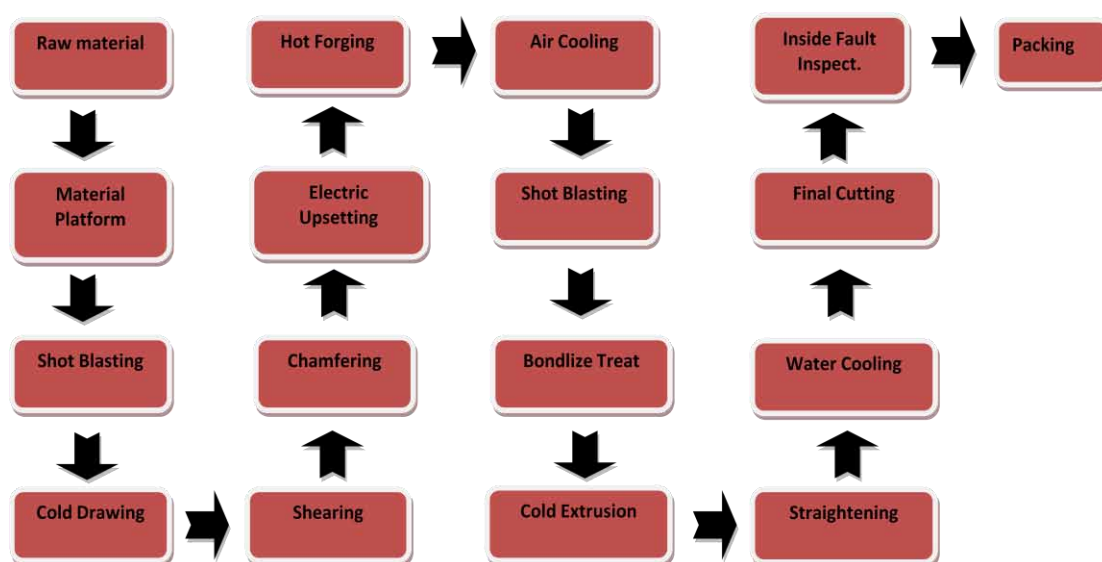 Raw material
Material
Platform
Shot Blasting
Cold Drawing
Shearing
Chamfering
Electric
Upsetting
Hot Forging
Air Cooling
Shot Blasting
Bondlize Treat
Cold Extrusion
Straightening
Water Cooling
Final Cutting
Inside Fault
Inspect.
Packing